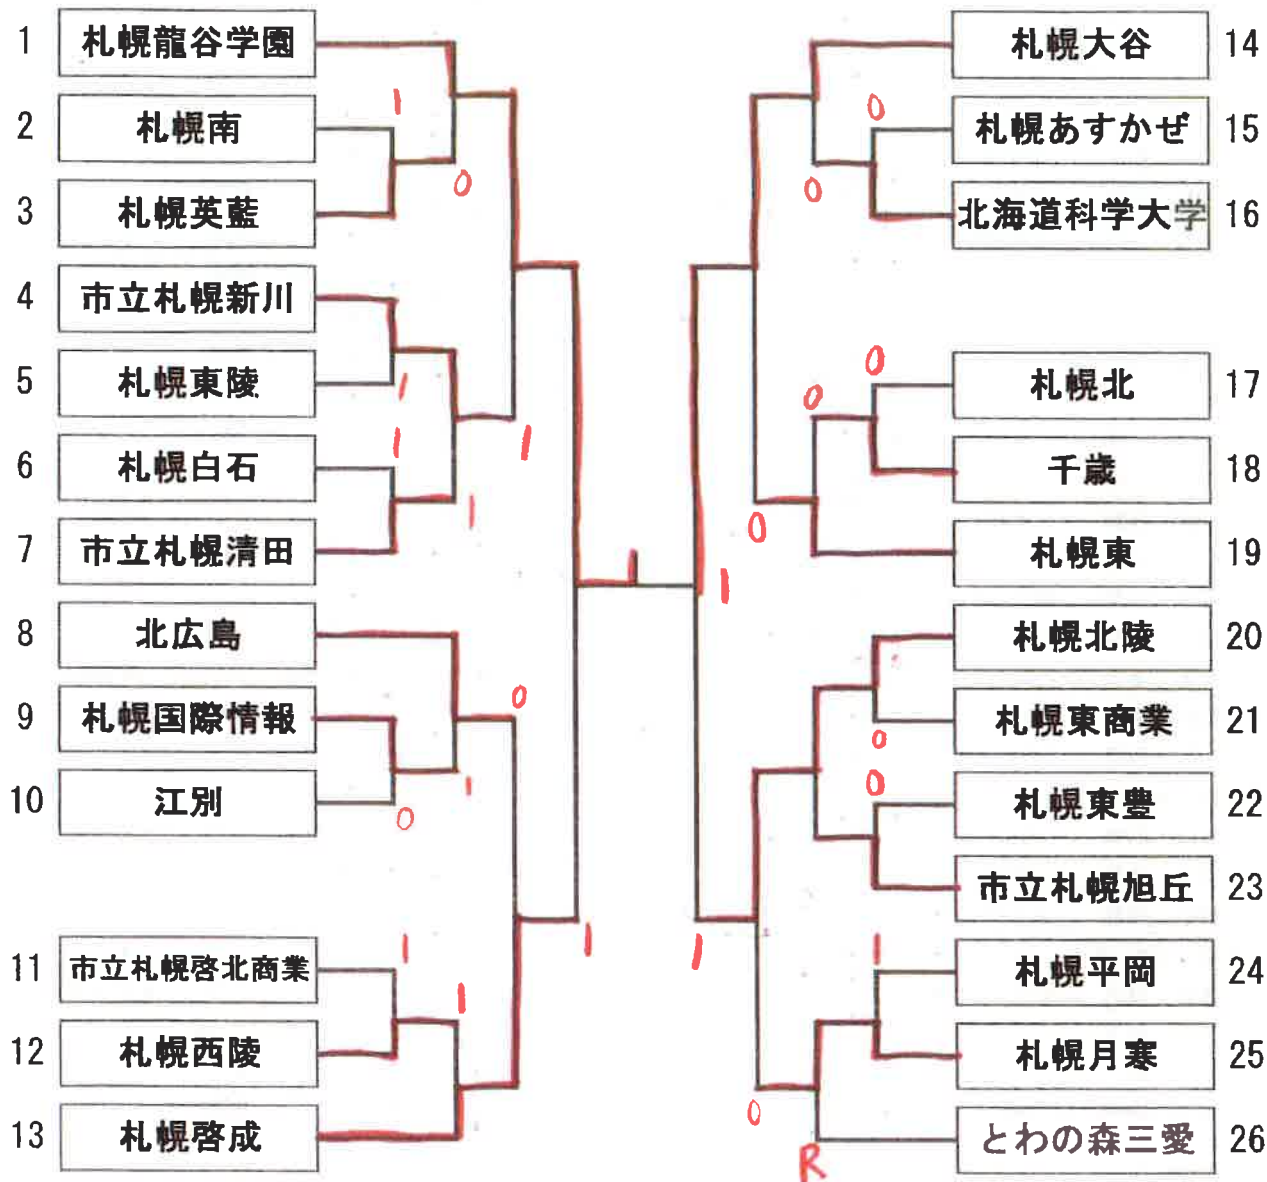 1 札幌龍谷学園
1
2 札幌南
0
3 札幌英藍
4 市立札幌新川
5 札幌東陵
1
1
1
6 札幌白石
1
7 市立札幌清田
8 北広島
0
9 札幌国際情報
1
10 江別
0
1
1
11 市立札幌啓北商業
1
12 札幌西陵
13 札幌啓成
札幌大谷 14
0
札幌あすかぜ 15
0
北海道科学大学 16
0
0
札幌北 17
千歳 18
0
札幌東 19
1
札幌北陵 20
札幌東商業 21
0
0
札幌東豊 22
市立札幌旭丘 23
1
1
札幌平岡 24
札幌月寒 25
0
とわの森三愛 26
R